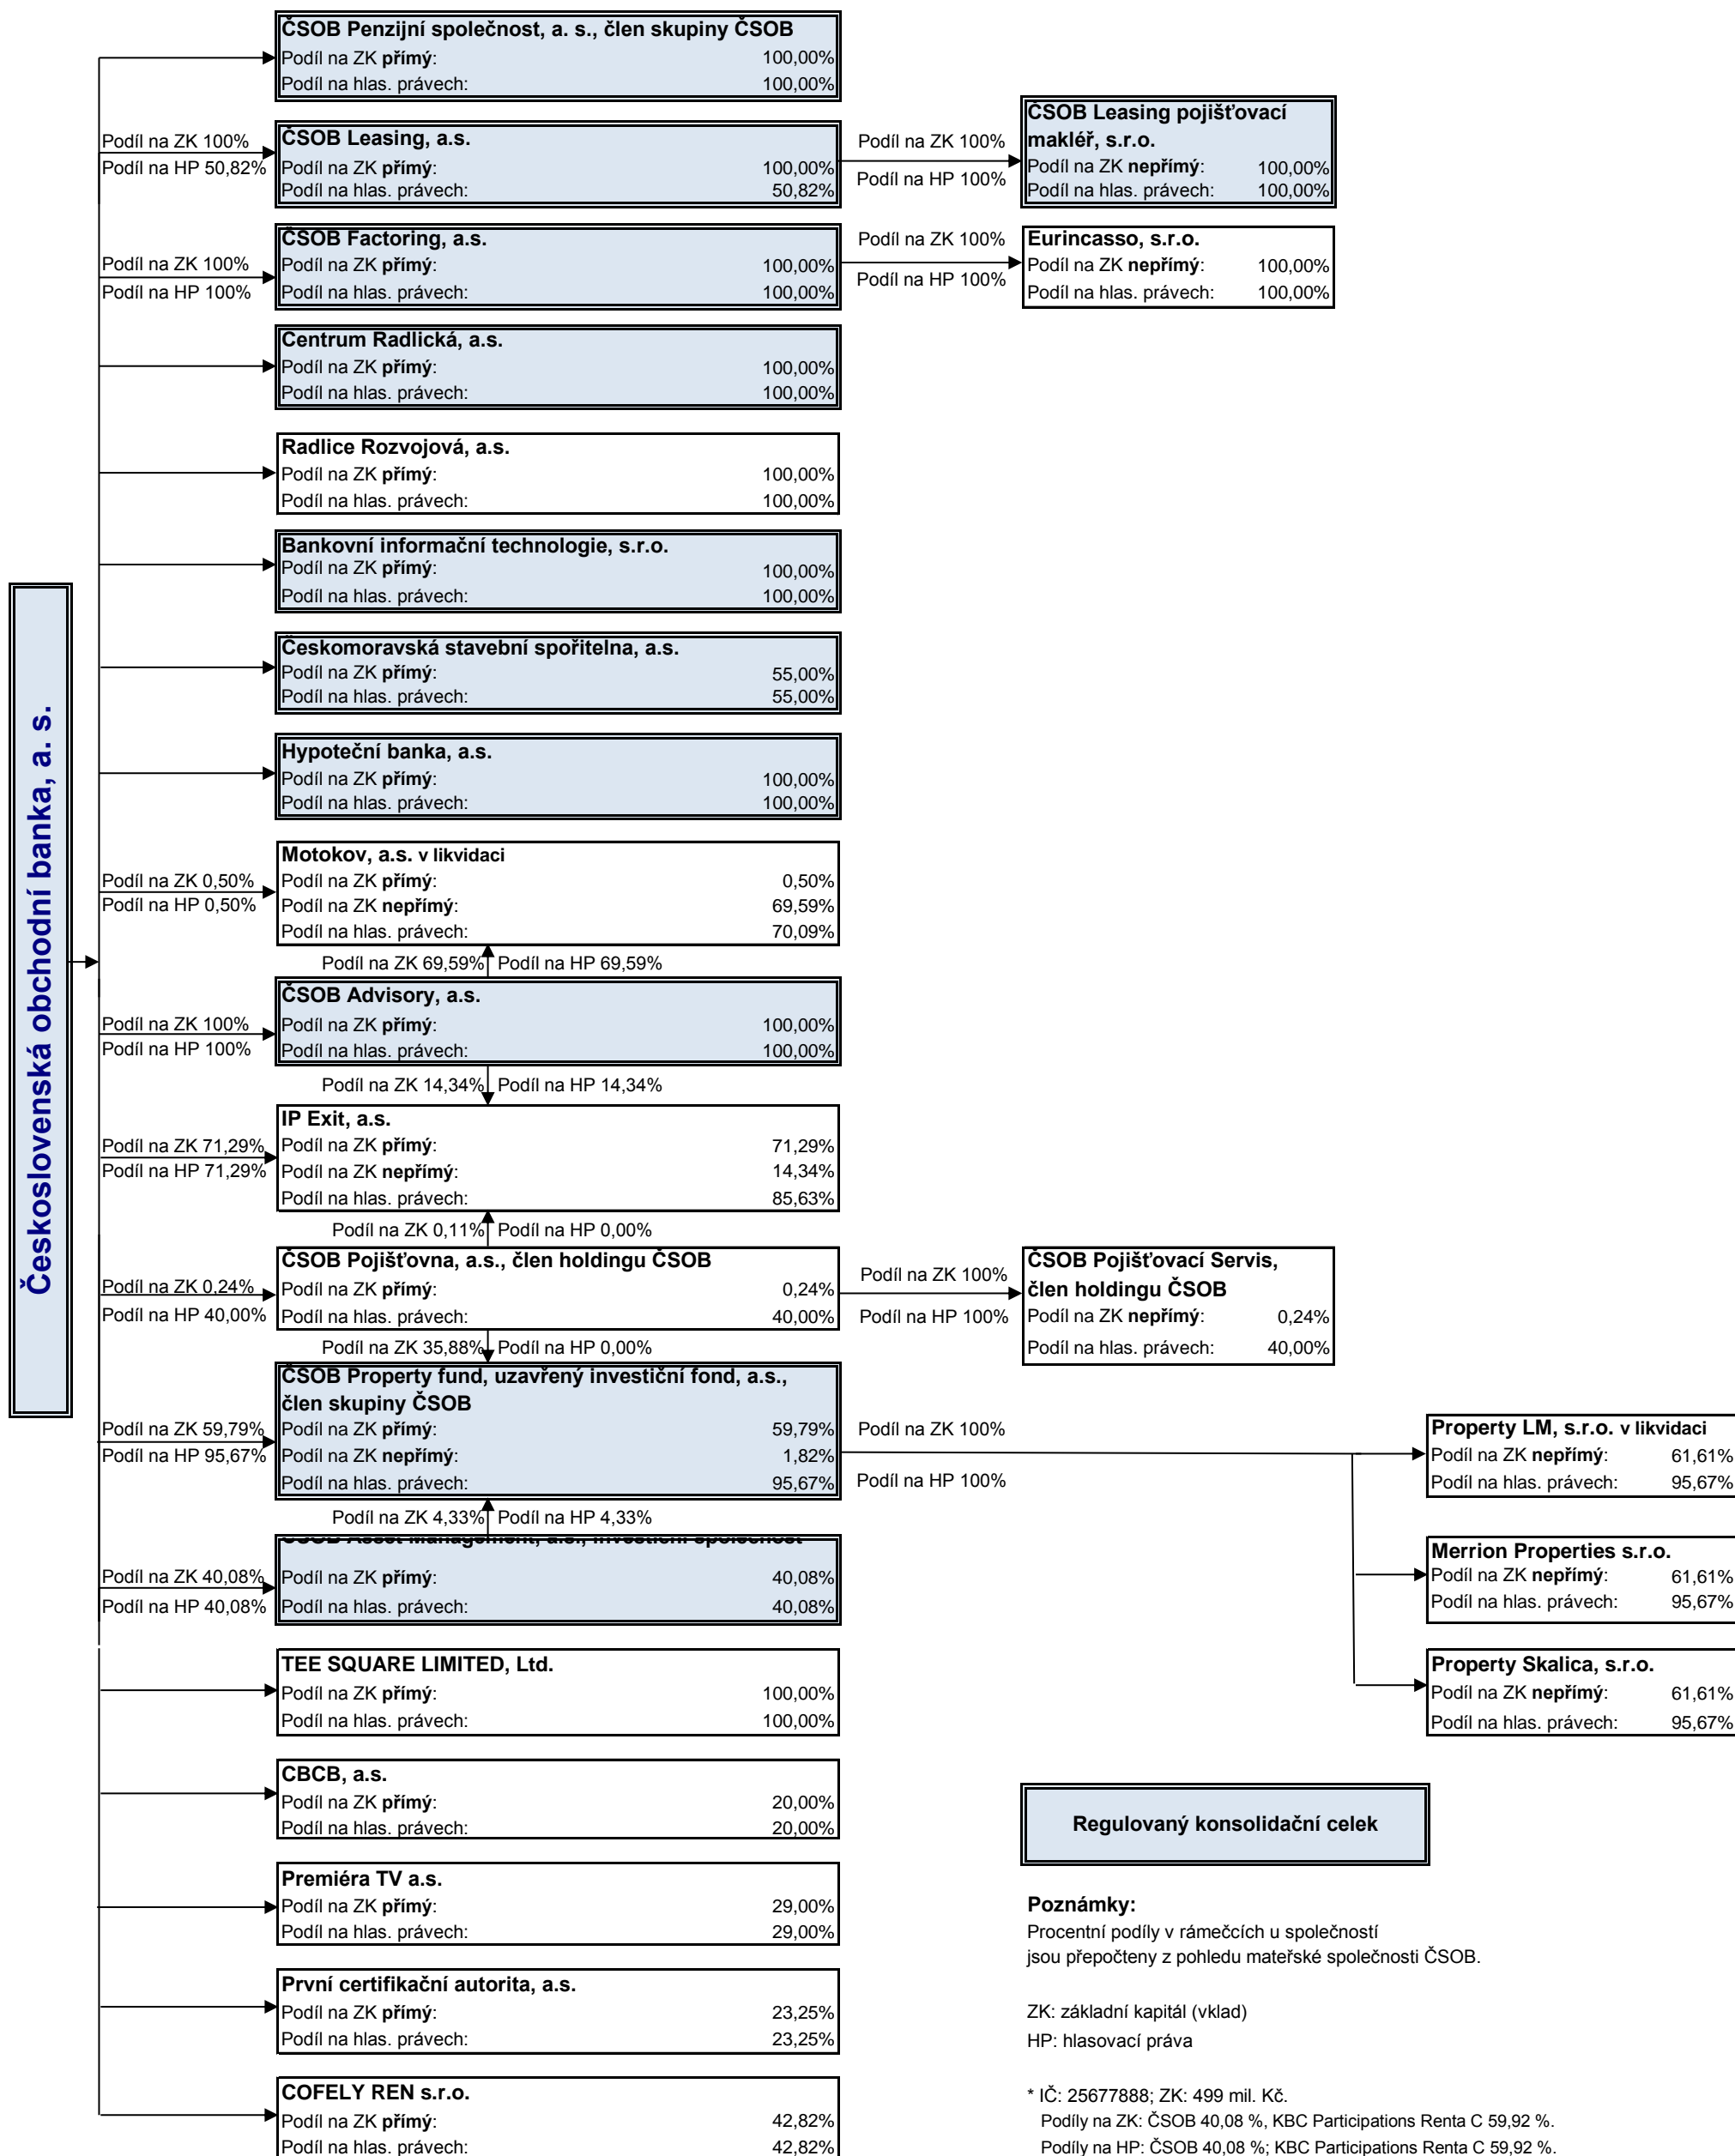 Československá obchodní banka, a. s.
ČSOB Penzijní společnost, a. s., člen skupiny ČSOB
Podíl na ZK přímý: 100,00%
Podíl na hlas. právech: 100,00%
Podíl na ZK 100%
Podíl na HP 50,82%
ČSOB Leasing, a.s.
Podíl na ZK přímý: 100,00%
Podíl na hlas. právech: 50,82%
Podíl na ZK 100%
Podíl na HP 100%
ČSOB Leasing pojišťovací
makléř, s.r.o.
Podíl na ZK nepřímý: 100,00%
Podíl na hlas. právech: 100,00%
Podíl na ZK 100%
Podíl na HP 100%
ČSOB Factoring, a.s.
Podíl na ZK přímý: 100,00%
Podíl na hlas. právech: 100,00%
Podíl na ZK 100%
Podíl na HP 100%
Eurincasso, s.r.o.
Podíl na ZK nepřímý: 100,00%
Podíl na hlas. právech: 100,00%
Centrum Radlická, a.s.
Podíl na ZK přímý: 100,00%
Podíl na hlas. právech: 100,00%
Radlice Rozvojová, a.s.
Podíl na ZK přímý: 100,00%
Podíl na hlas. právech: 100,00%
Bankovní informační technologie, s.r.o.
Podíl na ZK přímý: 100,00%
Podíl na hlas. právech: 100,00%
Českomoravská stavební spořitelna, a.s.
Podíl na ZK přímý: 55,00%
Podíl na hlas. právech: 55,00%
Hypoteční banka, a.s.
Podíl na ZK přímý: 100,00%
Podíl na hlas. právech: 100,00%
Podíl na ZK 0,50%
Podíl na HP 0,50%
Motokov, a.s. v likvidaci
Podíl na ZK přímý: 0,50%
Podíl na ZK nepřímý: 69,59%
Podíl na hlas. právech: 70,09%
Podíl na ZK 69,59% Podíl na HP 69,59%
Podíl na ZK 100%
Podíl na HP 100%
ČSOB Advisory, a.s.
Podíl na ZK přímý: 100,00%
Podíl na hlas. právech: 100,00%
Podíl na ZK 14,34% Podíl na HP 14,34%
Podíl na ZK 71,29%
Podíl na HP 71,29%
IP Exit, a.s.
Podíl na ZK přímý: 71,29%
Podíl na ZK nepřímý: 14,34%
Podíl na hlas. právech: 85,63%
Podíl na ZK 0,11% Podíl na HP 0,00%
Podíl na ZK 0,24%
Podíl na HP 40,00%
ČSOB Pojišťovna, a.s., člen holdingu ČSOB
Podíl na ZK přímý: 0,24%
Podíl na hlas. právech: 40,00%
Podíl na ZK 100%
Podíl na HP 100%
ČSOB Pojišťovací Servis,
člen holdingu ČSOB
Podíl na ZK nepřímý: 0,24%
Podíl na hlas. právech: 40,00%
Podíl na ZK 35,88% Podíl na HP 0,00%
Podíl na ZK 59,79%
Podíl na HP 95,67%
ČSOB Property fund, uzavřený investiční fond, a.s.,
člen skupiny ČSOB
Podíl na ZK přímý: 59,79%
Podíl na ZK nepřímý: 1,82%
Podíl na hlas. právech: 95,67%
Podíl na ZK 100%
Podíl na HP 100%
Property LM, s.r.o. v likvidaci
Podíl na ZK nepřímý: 61,61%
Podíl na hlas. právech: 95,67%
Podíl na ZK 4,33% Podíl na HP 4,33%
Podíl na ZK 40,08%
Podíl na HP 40,08%
ČSOB Asset Management, a.s., investiční společnost
Podíl na ZK přímý: 40,08%
Podíl na hlas. právech: 40,08%
Merrion Properties s.r.o.
Podíl na ZK nepřímý: 61,61%
Podíl na hlas. právech: 95,67%
Property Skalica, s.r.o.
Podíl na ZK nepřímý: 61,61%
Podíl na hlas. právech: 95,67%
TEE SQUARE LIMITED, Ltd.
Podíl na ZK přímý: 100,00%
Podíl na hlas. právech: 100,00%
CBCB, a.s.
Podíl na ZK přímý: 20,00%
Podíl na hlas. právech: 20,00%
Premiéra TV a.s.
Podíl na ZK přímý: 29,00%
Podíl na hlas. právech: 29,00%
První certifikační autorita, a.s.
Podíl na ZK přímý: 23,25%
Podíl na hlas. právech: 23,25%
COFELY REN s.r.o.
Podíl na ZK přímý: 42,82%
Podíl na hlas. právech: 42,82%
Regulovaný konsolidační celek
Poznámky:
Procentní podíly v rámečcích u společností
jsou přepočteny z pohledu mateřské společnosti ČSOB.
ZK: základní kapitál (vklad)
HP: hlasovací práva
* IČ: 25677888; ZK: 499 mil. Kč.
Podíly na ZK: ČSOB 40,08 %, KBC Participations Renta C 59,92 %.
Podíly na HP: ČSOB 40,08 %; KBC Participations Renta C 59,92 %.